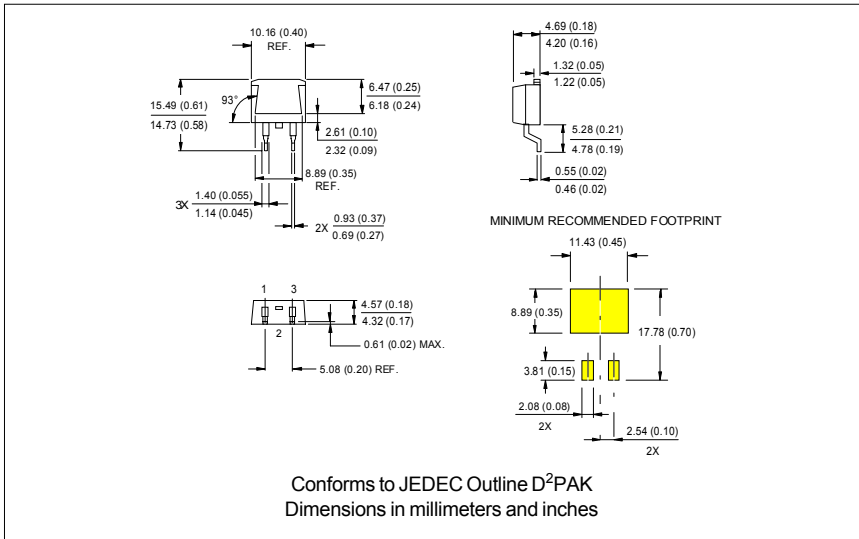 10.16 (0.40)
REF.
4.69 (0.18)
4.20 (0.16)
1.32 (0.05)
1.22 (0.05)
15.49 (0.61)
14.73 (0.58)
93°
6.47 (0.25)
6.18 (0.24)
2.61 (0.10)
2.32 (0.09)
5.28 (0.21)
4.78 (0.19)
8.89 (0.35)
REF.
0.55 (0.02)
0.46 (0.02)
3X
1.40 (0.055)
1.14 (0.045)
2X
0.93 (0.37)
0.69 (0.27)
MINIMUM RECOMMENDED FOOTPRINT
11.43 (0.45)
8.89 (0.35)
17.78 (0.70)
3.81 (0.15)
2.08 (0.08)
2X
2.54 (0.10)
2X
1 3
2
4.57 (0.18)
4.32 (0.17)
0.61 (0.02) MAX.
5.08 (0.20) REF.
Conforms to JEDEC Outline D²PAK
Dimensions in millimeters and inches